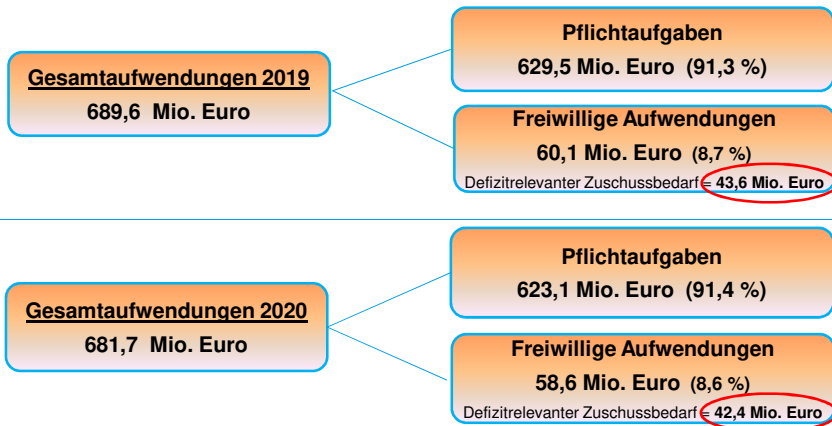 Gesamtaufwendungen 2019
689,6 Mio. Euro
Pflichtaufgaben
629,5 Mio. Euro (91,3 %)
Freiwillige Aufwendungen
60,1 Mio. Euro (8,7 %)
Defizitrelevanter Zuschussbedarf = 43,6 Mio. Euro
Gesamtaufwendungen 2020
681,7 Mio. Euro
Pflichtaufgaben
623,1 Mio. Euro (91,4 %)
Freiwillige Aufwendungen
58,6 Mio. Euro (8,6 %)
Defizitrelevanter Zuschussbedarf = 42,4 Mio. Euro